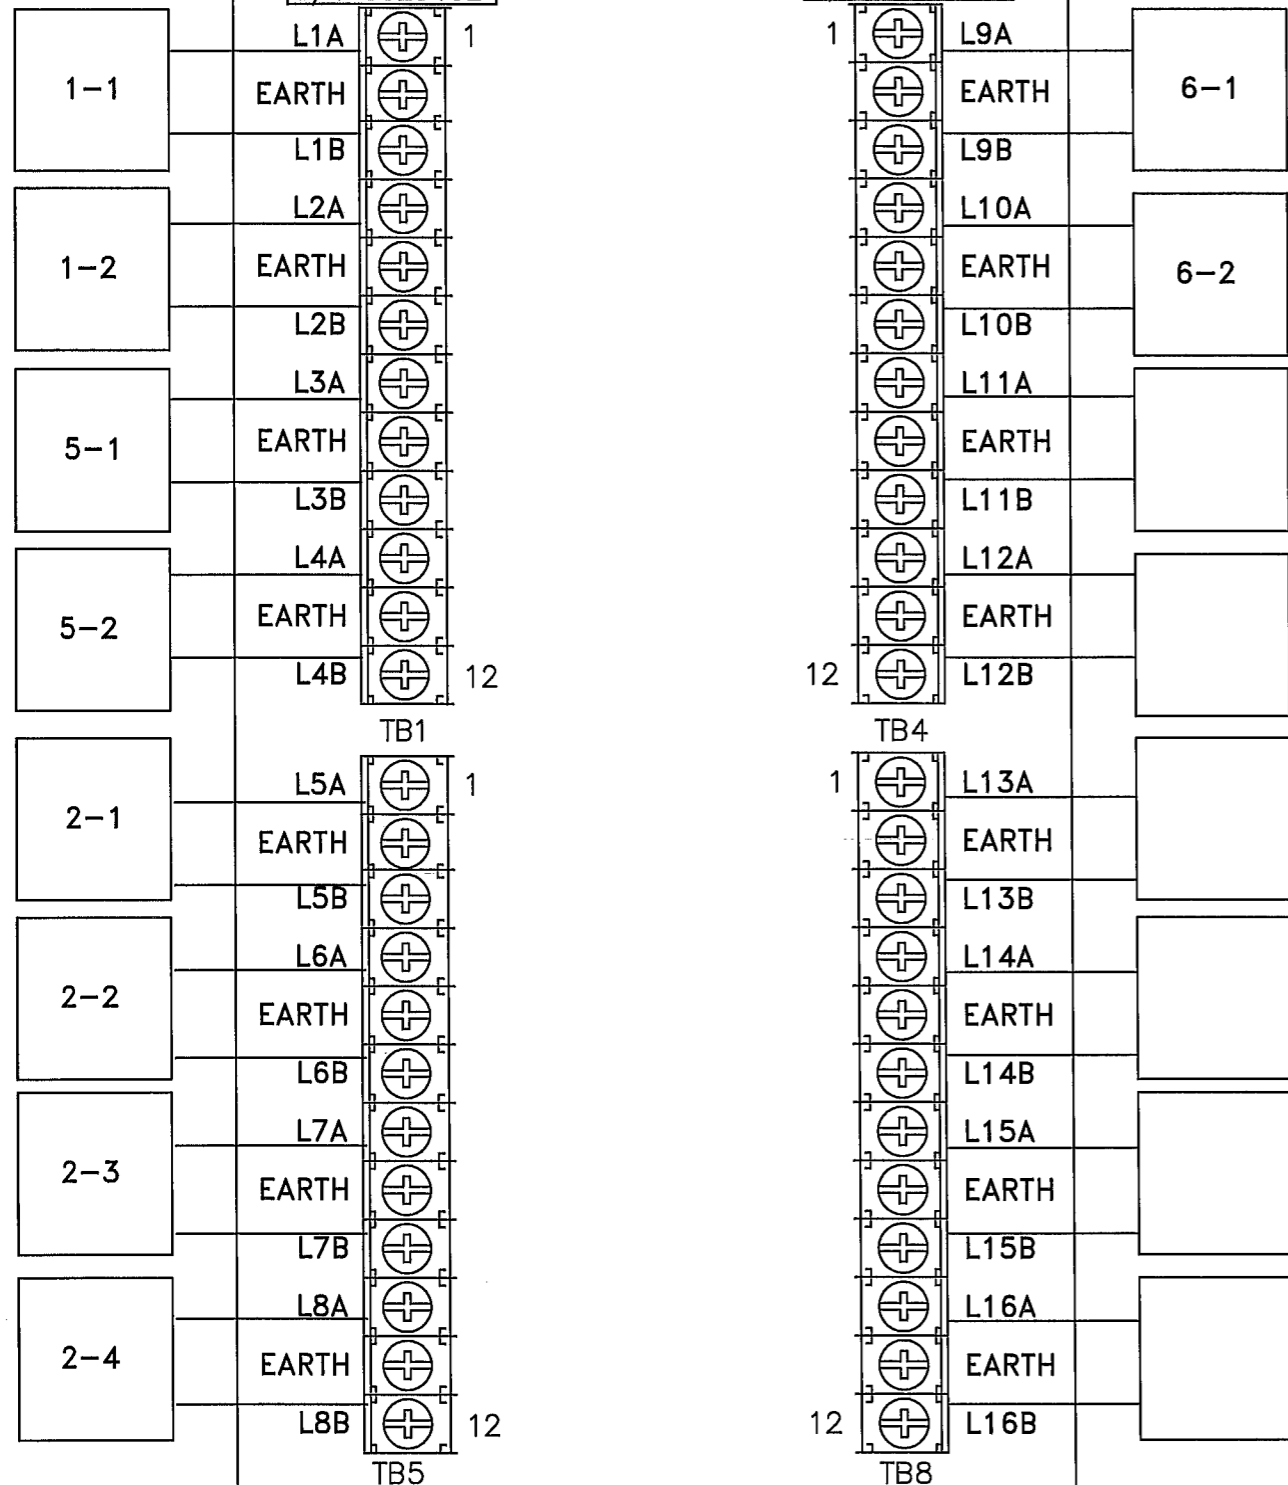 L1A 1
1-1
EARTH
L1B
L2A
1-2
EARTH
L2B
L3A
5-1
EARTH
L3B
L4A
5-2
EARTH
L4B 12
TB1
L5A 1
2-1
EARTH
L5B
L6A
2-2
EARTH
L6B
L7A
2-3
EARTH
L7B
L8A
2-4
EARTH
L8B 12
TB5
1 L9A
EARTH
6-1
L9B
L10A
EARTH
6-2
L10B
L11A
EARTH
L11B
L12A
EARTH
12 L12B
TB4
1 L13A
EARTH
L13B
L14A
EARTH
L14B
L15A
EARTH
L15B
L16A
EARTH
12 L16B
TB8